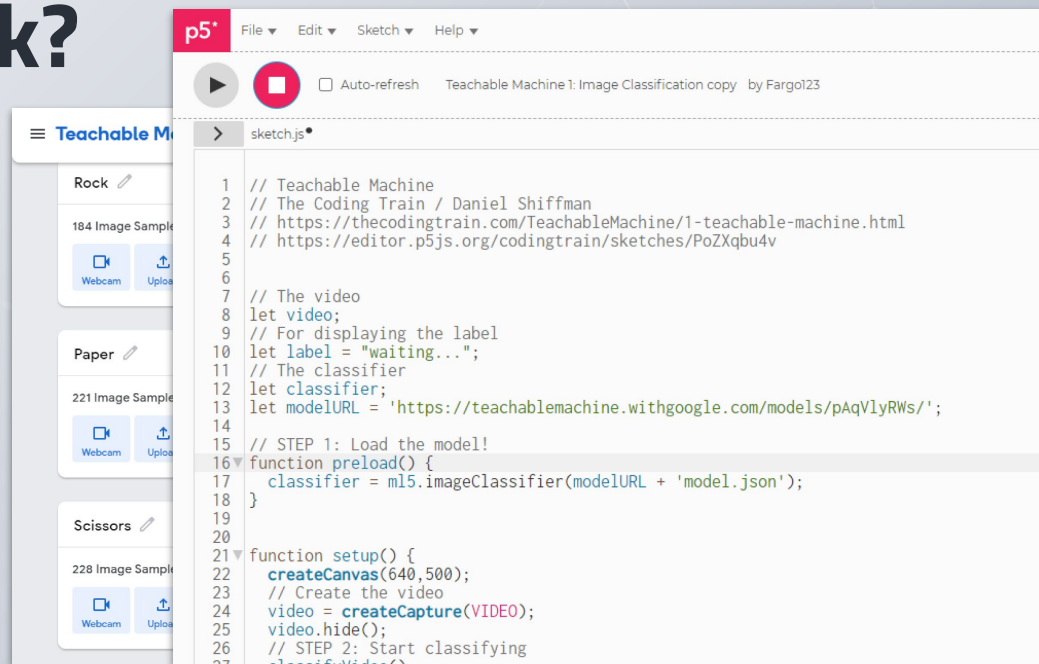 k?
p5* File Edit Sketch Help
Auto-refresh Teachable Machine 1: Image Classification copy by Fargo123
Teachable M
Rock
184 Image Sample
Webcam Uploa
Paper
221 Image Sample
Webcam Uploa
Scissors
228 Image Sample
Webcam Uploa
sketch.js
1 // Teachable Machine
2 // The Coding Train / Daniel Shiffman
3 // https://thecodingtrain.com/TeachableMachine/1-teachable-machine.html
4 // https://editor.p5js.org/codingtrain/sketches/PoZXqbu4v
5
6
7 // The video
8 let video;
9 // For displaying the label
10 let label = "waiting...";
11 // The classifier
12 let classifier;
13 let modelURL = 'https://teachablemachine.withgoogle.com/models/pAqVlyRWs/';
14
15 // STEP 1: Load the model!
16 function preload() {
17 classifier = ml5.imageClassifier(modelURL + 'model.json');
18 }
19
20
21 function setup() {
22 createCanvas(640,500);
23 // Create the video
24 video = createCapture(VIDEO);
25 video.hide();
26 // STEP 2: Start classifying